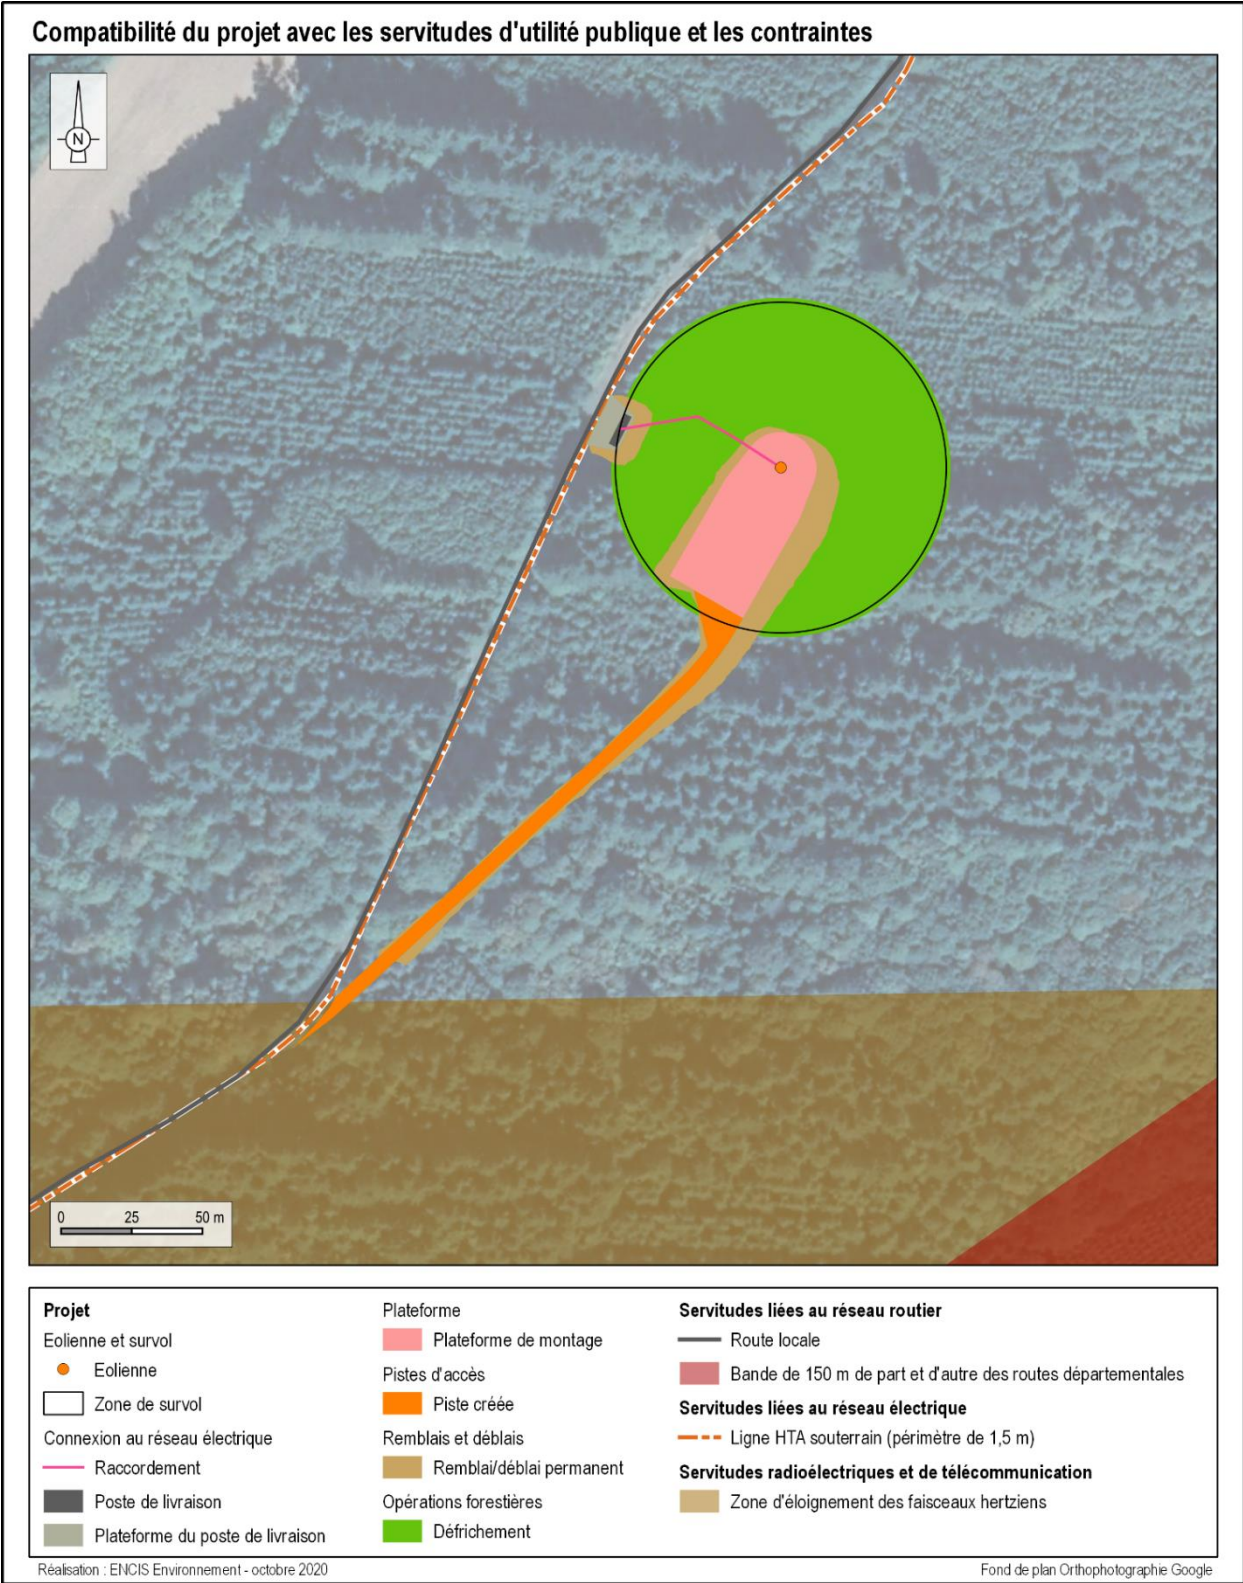 Compatibilité du projet avec les servitudes d'utilité publique et les contraintes
N
0 25 50 m
Projet
Eolienne et survol
Eolienne
Zone de survol
Connexion au réseau électrique
Raccordement
Poste de livraison
Plateforme du poste de livraison
Plateforme
Plateforme de montage
Pistes d'accès
Piste créée
Remblais et déblais
Remblai/déblai permanent
Opérations forestières
Défrichement
Servitudes liées au réseau routier
Route locale
Bande de 150 m de part et d'autre des routes départementales
Servitudes liées au réseau électrique
Ligne HTA souterrain (périmètre de 1,5 m)
Servitudes radioélectriques et de télécommunication
Zone d'éloignement des faisceaux hertziens
Réalisation : ENCIS Environnement - octobre 2020
Fond de plan Orthophotographie Google